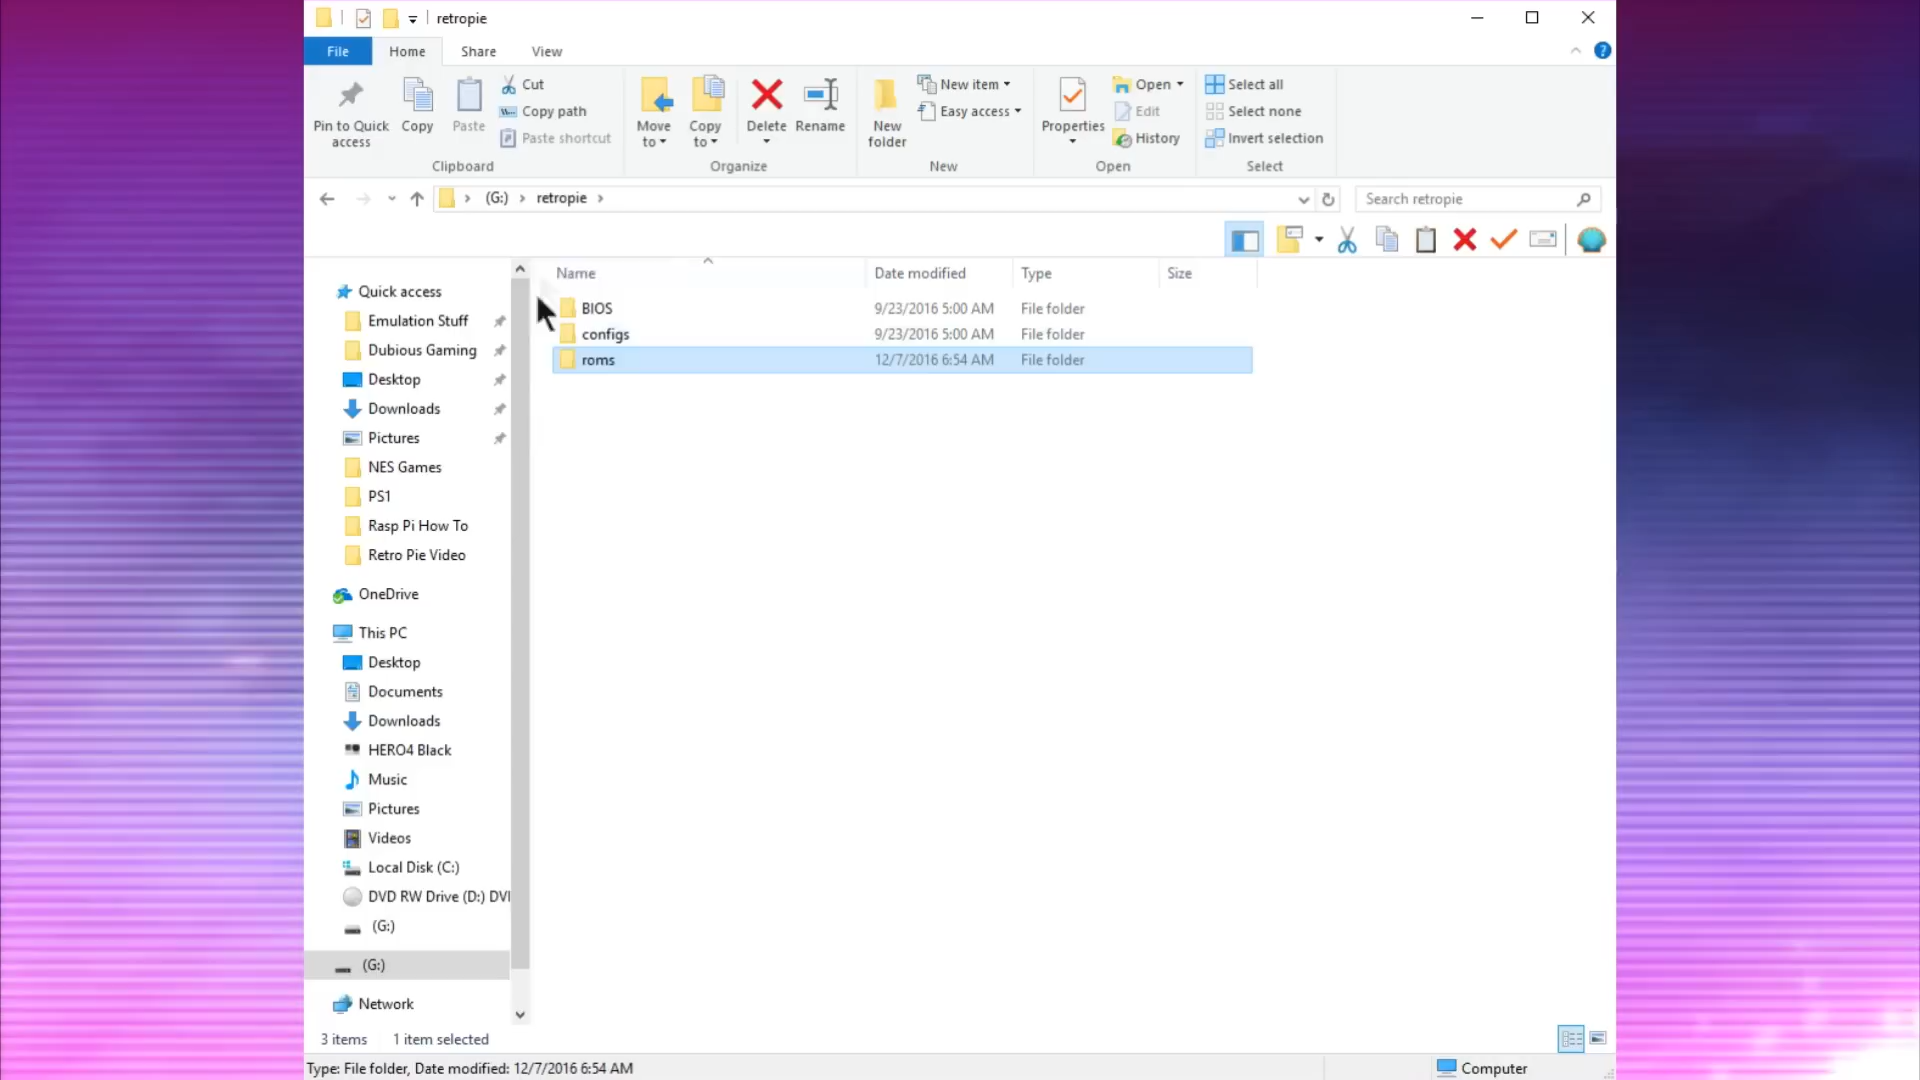 retropie
File Home Share View
Pin to Quick access
Copy
Paste
Cut
Copy path
Paste shortcut
Clipboard
Move to
Copy to
Delete
Rename
Organize
New folder
New item
Easy access
New
Properties
Open
Edit
History
Open
Select all
Select none
Invert selection
Select
(G:) retropie
Search retropie
Name Date modified Type Size
BIOS 9/23/2016 5:00 AM File folder
configs 9/23/2016 5:00 AM File folder
roms 12/7/2016 6:54 AM File folder
Quick access
Emulation Stuff
Dubious Gaming
Desktop
Downloads
Pictures
NES Games
PS1
Rasp Pi How To
Retro Pie Video
OneDrive
This PC
Desktop
Documents
Downloads
HERO4 Black
Music
Pictures
Videos
Local Disk (C:)
DVD RW Drive (D:) DVI
(G:)
(G:)
Network
3 items 1 item selected
Type: File folder, Date modified: 12/7/2016 6:54 AM
Computer